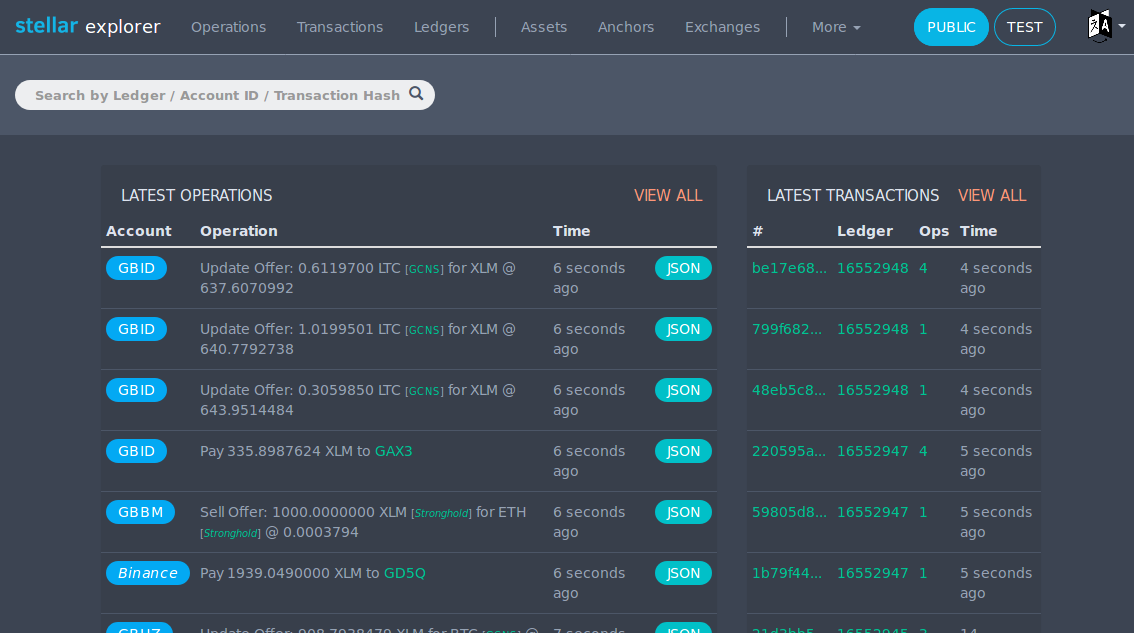 stellar explorer Operations Transactions Ledgers Assets Anchors Exchanges More PUBLIC TEST
Search by Ledger / Account ID / Transaction Hash
LATEST OPERATIONS VIEW ALL
Account Operation Time
GBID Update Offer: 0.6119700 LTC [GCNS] for XLM @ 6 seconds JSON
637.6070992 ago
GBID Update Offer: 1.0199501 LTC [GCNS] for XLM @ 6 seconds JSON
640.7792738 ago
GBID Update Offer: 0.3059850 LTC [GCNS] for XLM @ 6 seconds JSON
643.9514484 ago
GBID Pay 335.8987624 XLM to GAX3 6 seconds JSON
ago
GBBM Sell Offer: 1000.0000000 XLM [Stronghold] for ETH 6 seconds JSON
[Stronghold] @ 0.0003794 ago
Binance Pay 1939.0490000 XLM to GD5Q 6 seconds JSON
ago
Update Offer: XLM for BTC @ 7 seconds JSON
LATEST TRANSACTIONS VIEW ALL
# Ledger Ops Time
be17e68... 16552948 4 4 seconds
ago
799f682... 16552948 1 4 seconds
ago
48eb5c8... 16552948 1 4 seconds
ago
220595a... 16552947 4 5 seconds
ago
59805d8... 16552947 1 5 seconds
ago
1b79f44... 16552947 1 5 seconds
ago
16552945 14